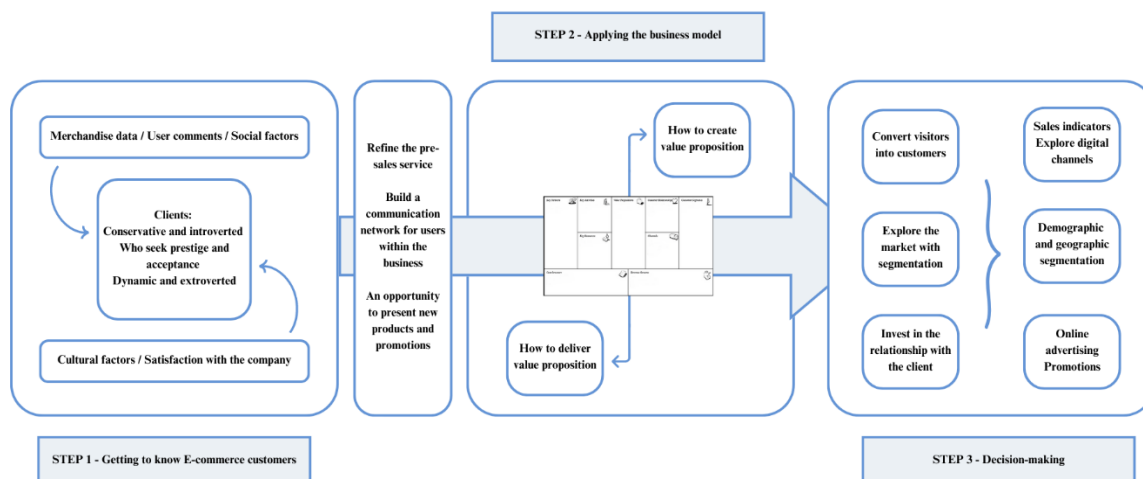 STEP 2 - Applying the business model
Merchandise data / User comments / Social factors
Clients:
Conservative and introverted
Who seek prestige and
acceptance
Dynamic and extroverted
Cultural factors / Satisfaction with the company
Refine the pre-
sales service
Build a
communication
network for users
within the
business
An opportunity
to present new
products and
promotions
How to create
value proposition
How to deliver
value proposition
Convert visitors
into customers
Explore the
market with
segmentation
Invest in the
relationship with
the client
Sales indicators
Explore digital
channels
Demographic
and geographic
segmentation
Online
advertising
Promotions
STEP 1 - Getting to know E-commerce customers
STEP 3 - Decision-making